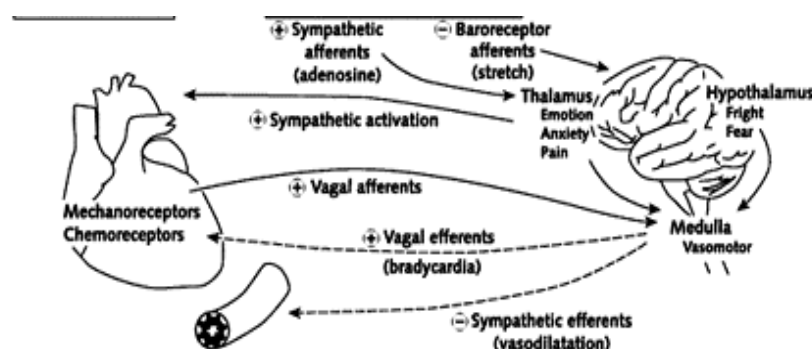 ⊕ Sympathetic
afferents
(adenosine)
⊖ Baroreceptor
afferents
(stretch)
Thalamus
Emotion
Anxiety
Pain
Hypothalamus
Fright
Fear
⊕ Sympathetic activation
⊕ Vagal afferents
Mechanoreceptors
Chemoreceptors
⊕ Vagal efferents
(bradycardia)
Medulla
Vasomotor
⊖ Sympathetic efferents
(vasodilatation)